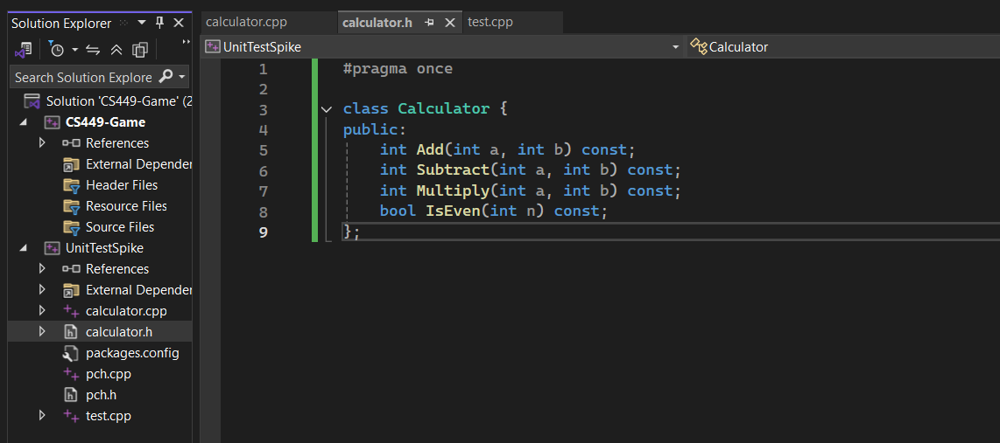 Solution Explorer
Search Solution Explore
Solution 'CS449-Game' (2
CS449-Game
References
External Depender
Header Files
Resource Files
Source Files
UnitTestSpike
References
External Depender
calculator.cpp
calculator.h
packages.config
pch.cpp
pch.h
test.cpp
calculator.cpp calculator.h test.cpp
UnitTestSpike Calculator
1 #pragma once
2
3 class Calculator {
4 public:
5 int Add(int a, int b) const;
6 int Subtract(int a, int b) const;
7 int Multiply(int a, int b) const;
8 bool IsEven(int n) const;
9 };